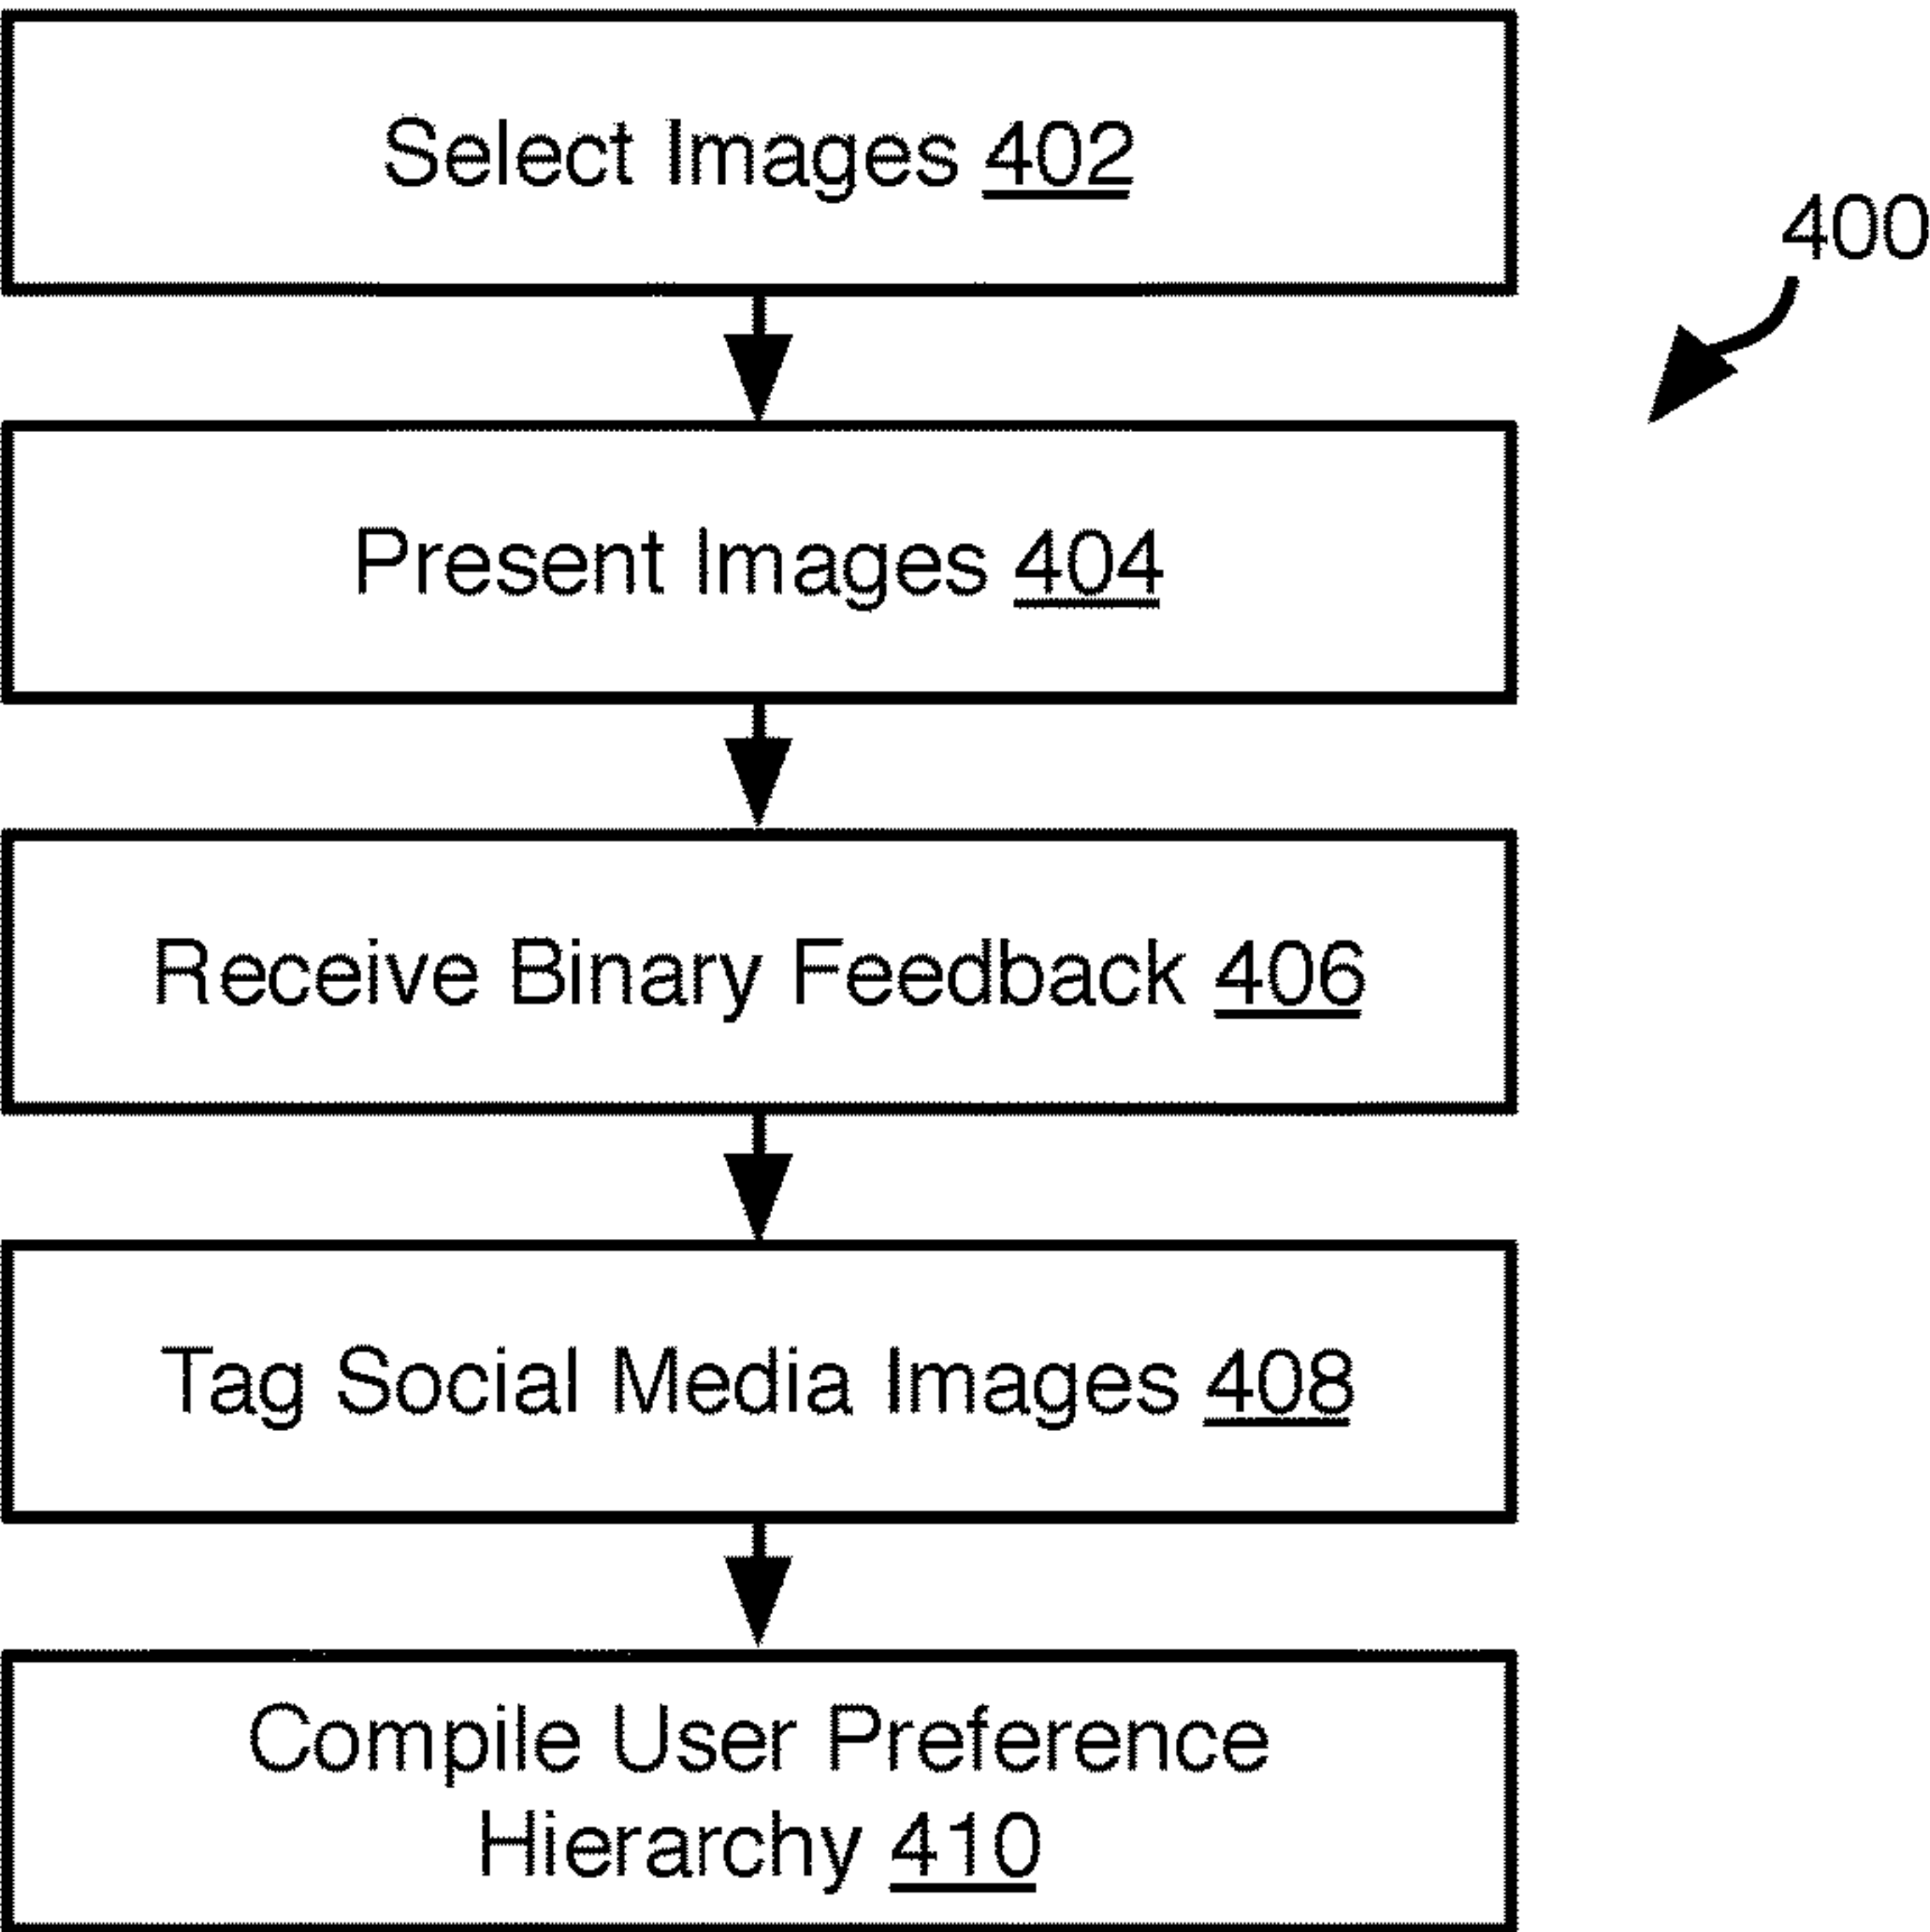 Select Images 402
400
Present Images 404
Receive Binary Feedback 406
Tag Social Media Images 408
Compile User Preference
Hierarchy 410